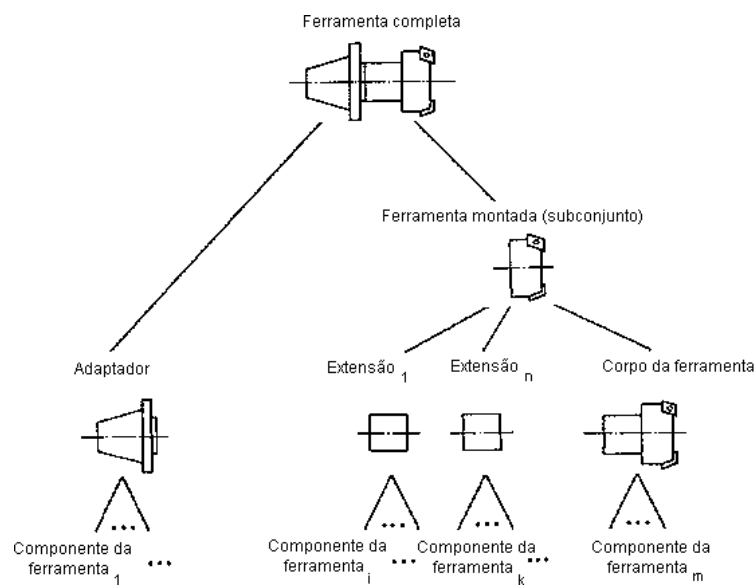 Ferramenta completa
Ferramenta montada (subconjunto)
Adaptador
Extensão 1
Extensão n
Corpo da ferramenta
Componente da
ferramenta 1 ...
Componente da
ferramenta i ...
Componente da
ferramenta k ...
Componente da
ferramenta m